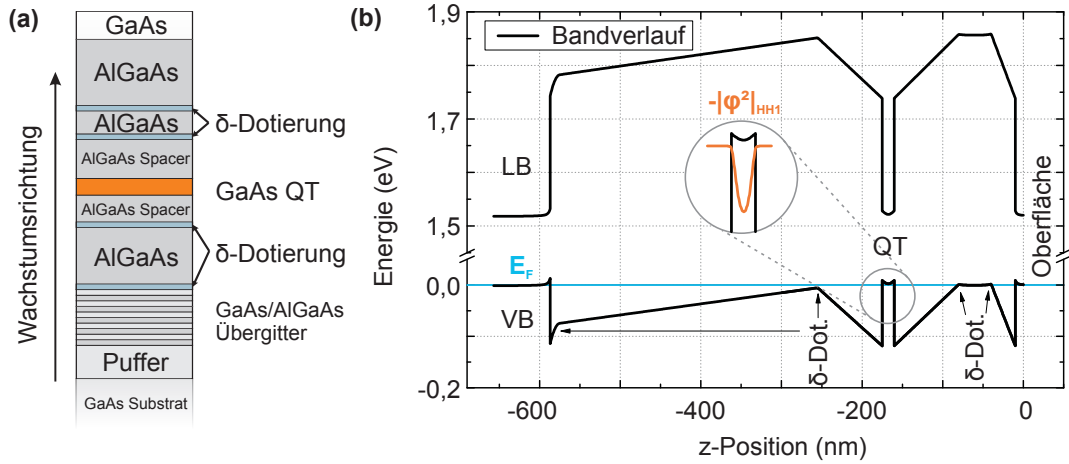 (a)
Wachstumsrichtung
GaAs
AlGaAs
AlGaAs
δ-Dotierung
AlGaAs Spacer
GaAs QT
AlGaAs Spacer
δ-Dotierung
AlGaAs
GaAs/AlGaAs
Übergitter
Puffer
GaAs Substrat
(b)
Energie (eV)
1,9
1,7
1,5
0,0
-0,2
Bandverlauf
-|φ²|HH1
LB
QT
E_F
VB
δ-Dot.
δ-Dot.
Oberfläche
-600
-400
-200
0
z-Position (nm)